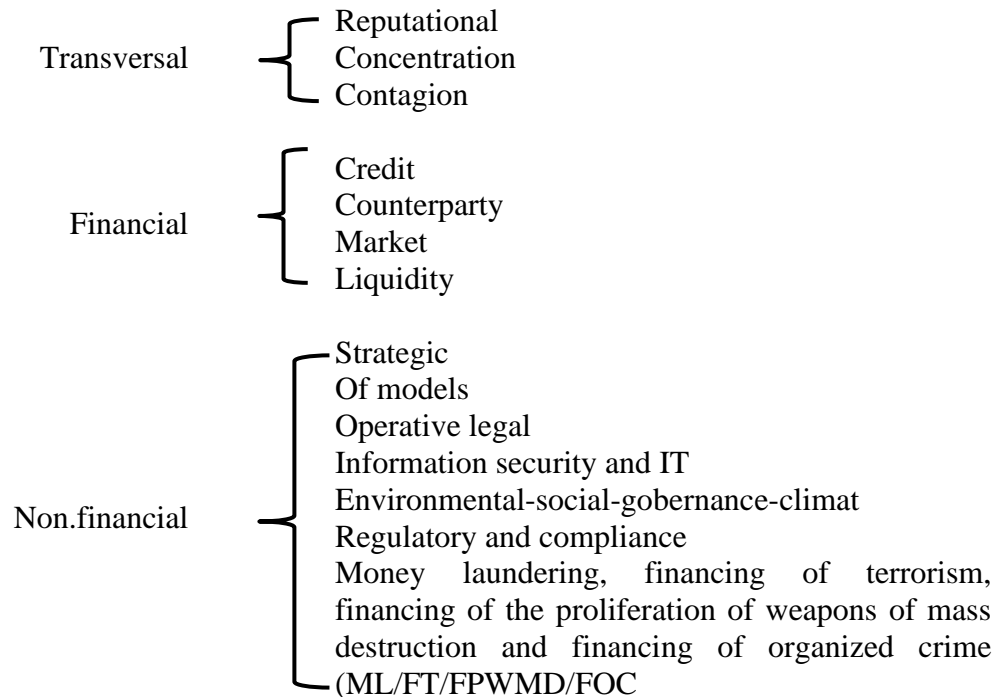 Transversal
Reputational
Concentration
Contagion
Financial
Credit
Counterparty
Market
Liquidity
Non.financial
Strategic
Of models
Operative legal
Information security and IT
Environmental-social-gobernance-climat
Regulatory and compliance
Money laundering, financing of terrorism,
financing of the proliferation of weapons of mass
destruction and financing of organized crime
(ML/FT/FPWMD/FOC